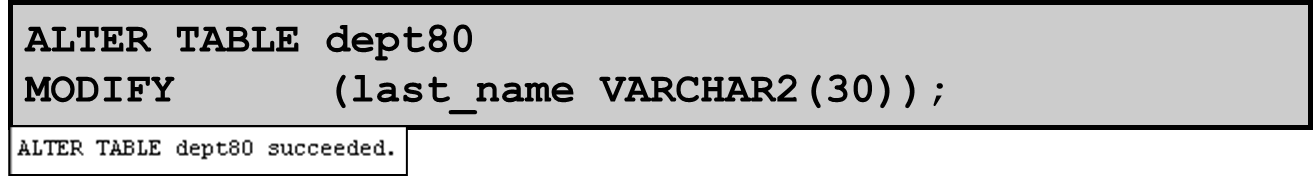 ALTER TABLE dept80
MODIFY (last_name VARCHAR2(30));
ALTER TABLE dept80 succeeded.